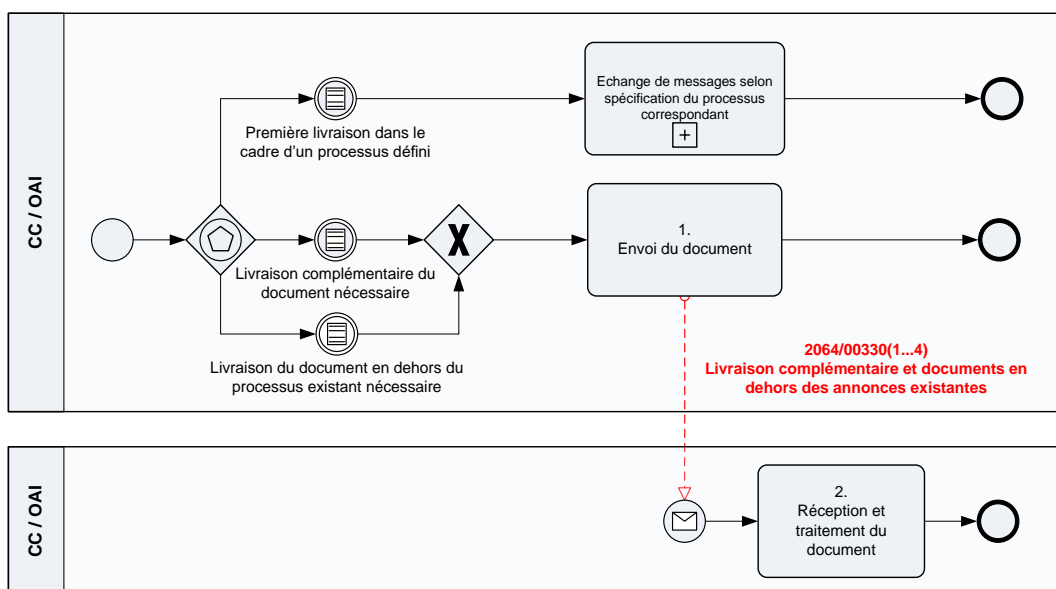 CC / OAI
Première livraison dans le
cadre d'un processus défini
Echange de messages selon
spécification du processus
correspondant
Livraison complémentaire du
document nécessaire
1.
Envoi du document
Livraison du document en dehors du
processus existant nécessaire
2064/00330(1...4)
Livraison complémentaire et documents en
dehors des annonces existantes
CC / OAI
2.
Réception et
traitement du
document